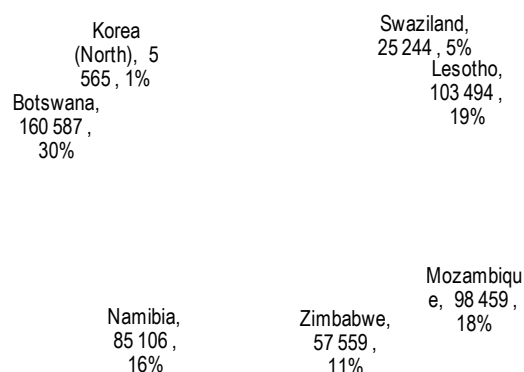 Korea
(North),  5
565 , 1%
Swaziland,
25 244 , 5%
Lesotho,
103 494 ,
19%
Botswana,
160 587 ,
30%
Mozambiqu
e,  98 459 ,
18%
Namibia,
85 106 ,
16%
Zimbabwe,
57 559 ,
11%